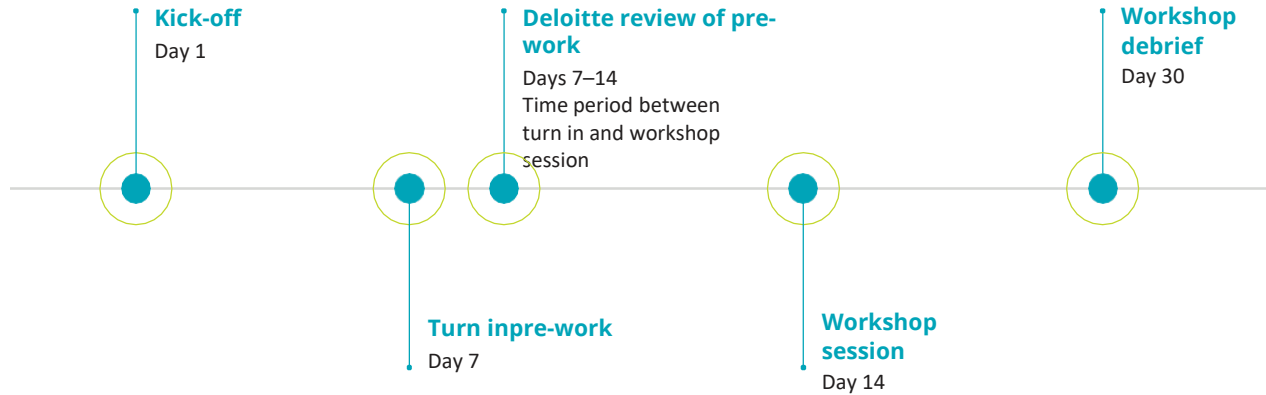 Kick-off
Day 1
Turn inpre-work
Day 7
Deloitte review of pre-
work
Days 7–14
Time period between
turn in and workshop
session
Workshop
session
Day 14
Workshop
debrief
Day 30